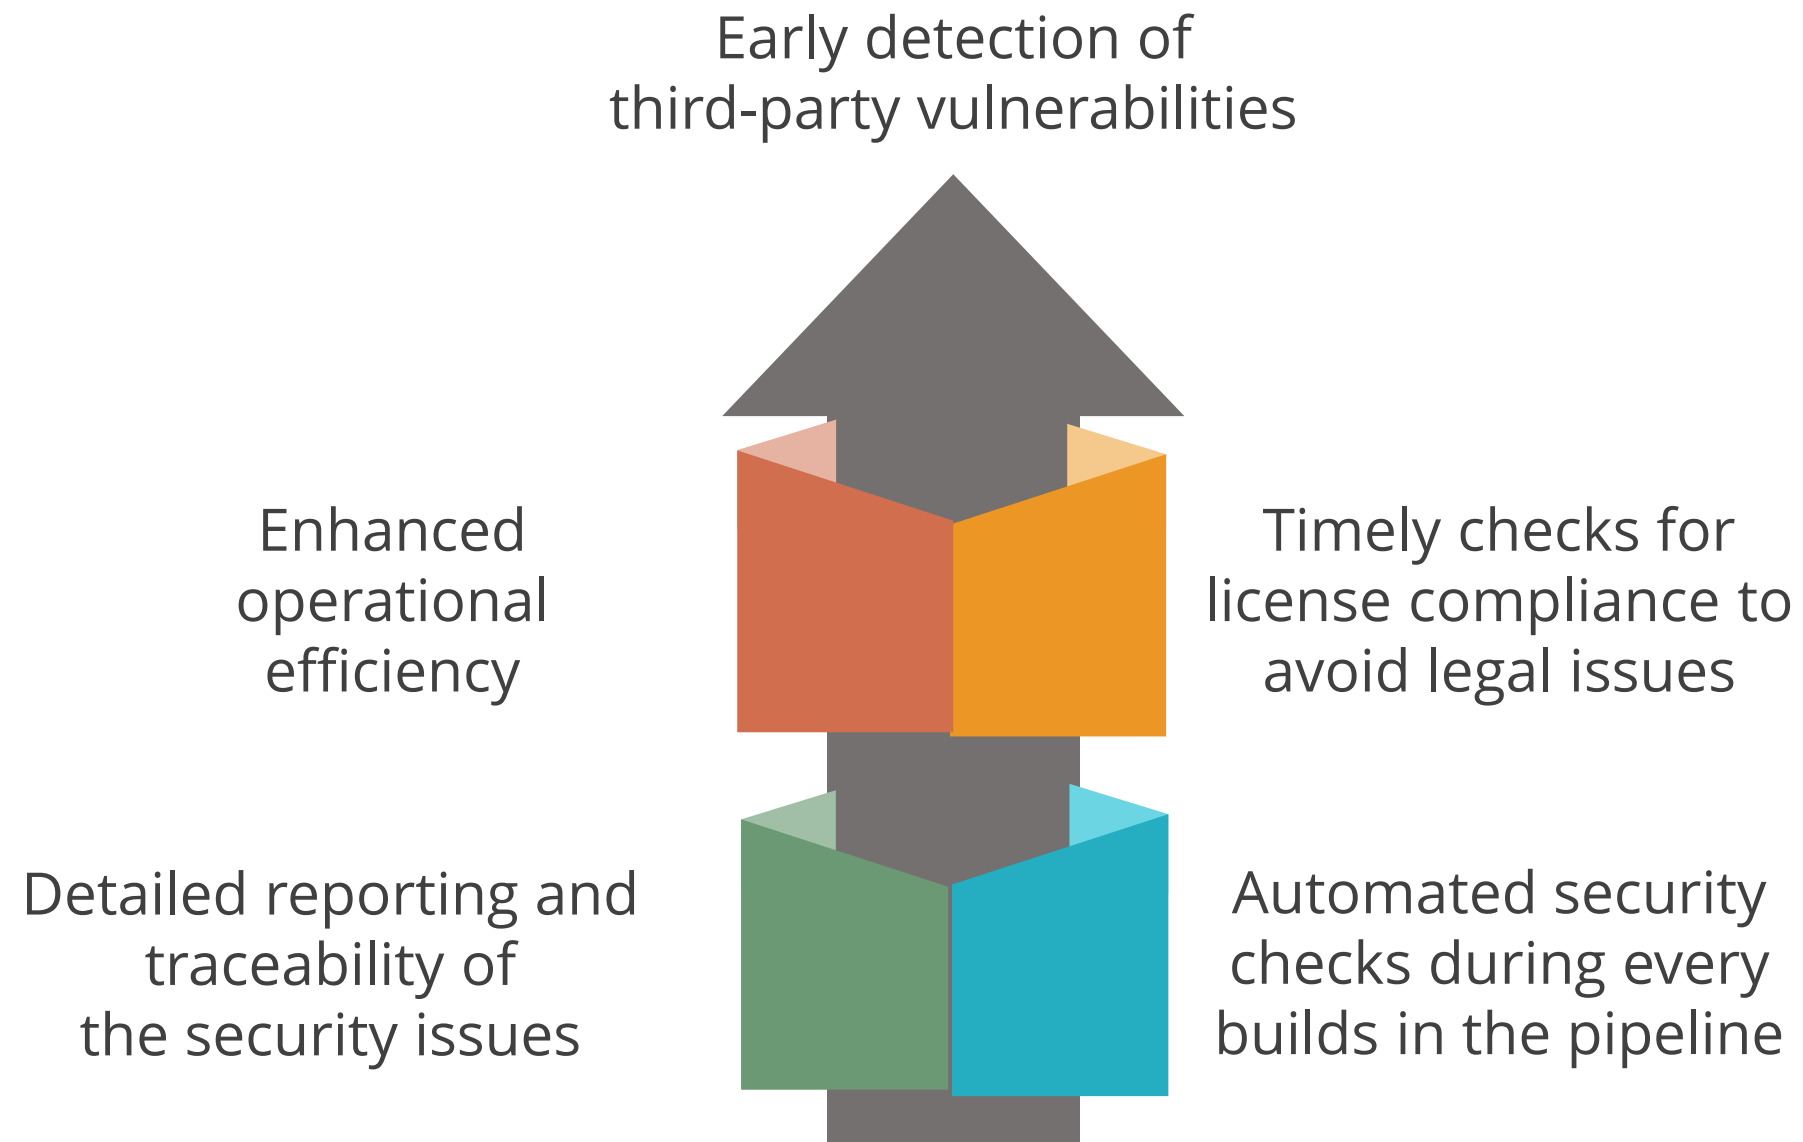 Early detection of
third-party vulnerabilities
Enhanced
operational
efficiency
Timely checks for
license compliance to
avoid legal issues
Detailed reporting and
traceability of
the security issues
Automated security
checks during every
builds in the pipeline